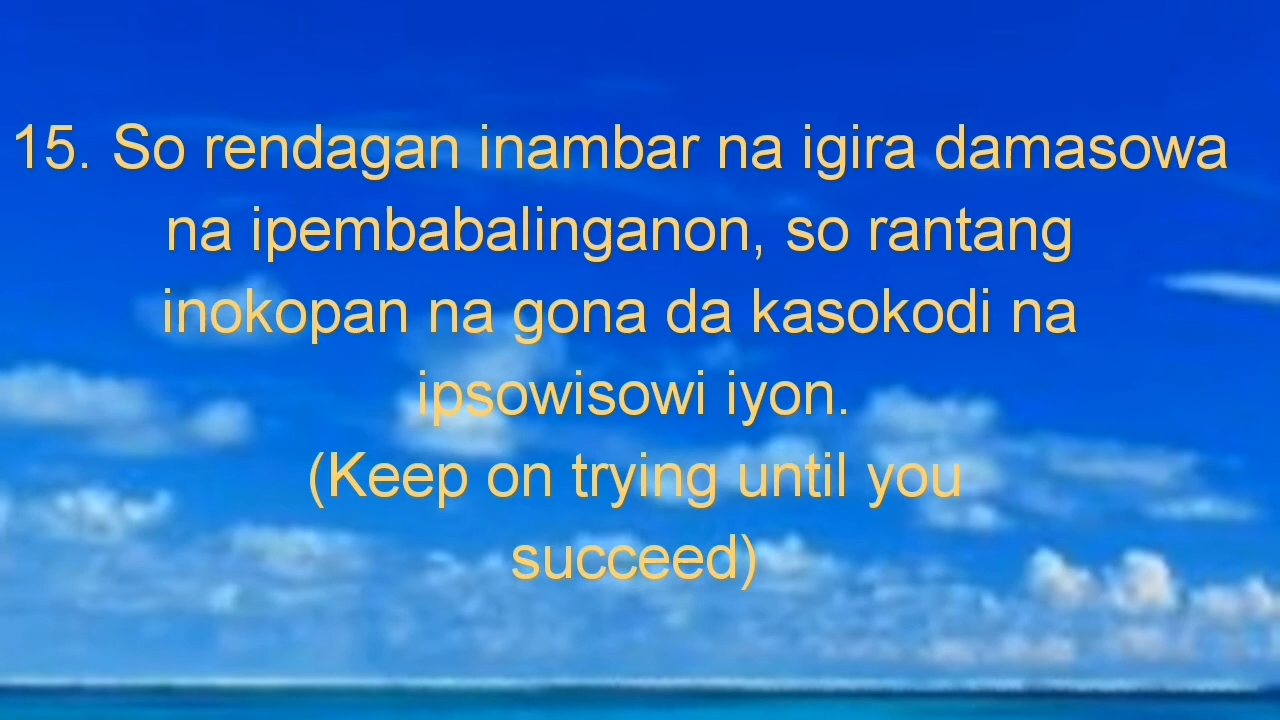 15. So rendagan inambar na igira damasowa
na ipembabalinganon, so rantang
inokopan na gona da kasokodi na
ipsowisowi iyon.
(Keep on trying until you
succeed)